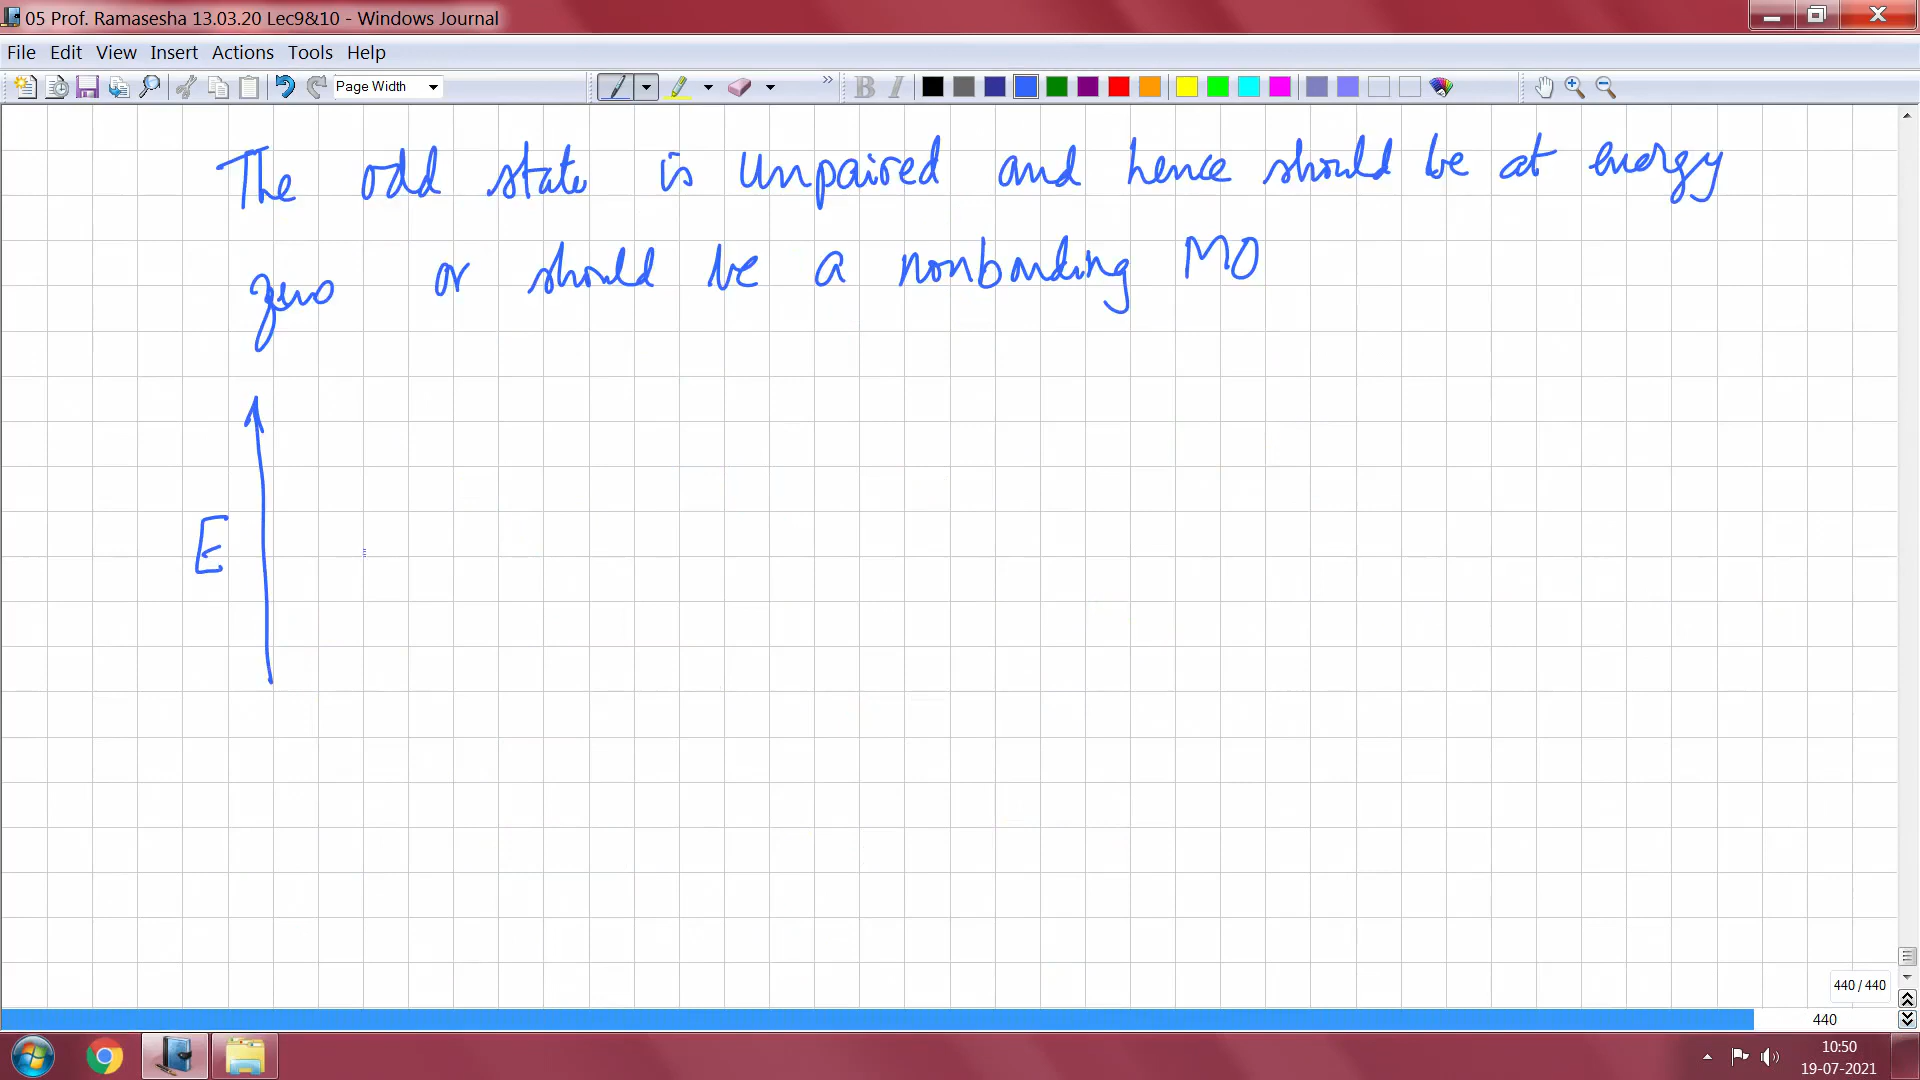 05 Prof. Ramasesha 13.03.20 Lec9&10 - Windows Journal
File Edit View Insert Actions Tools Help
Page Width
B I
The odd state is unpaired and hence should be at energy
zero or should be a nonbonding MO
E
440 / 440
440
10:50
19-07-2021